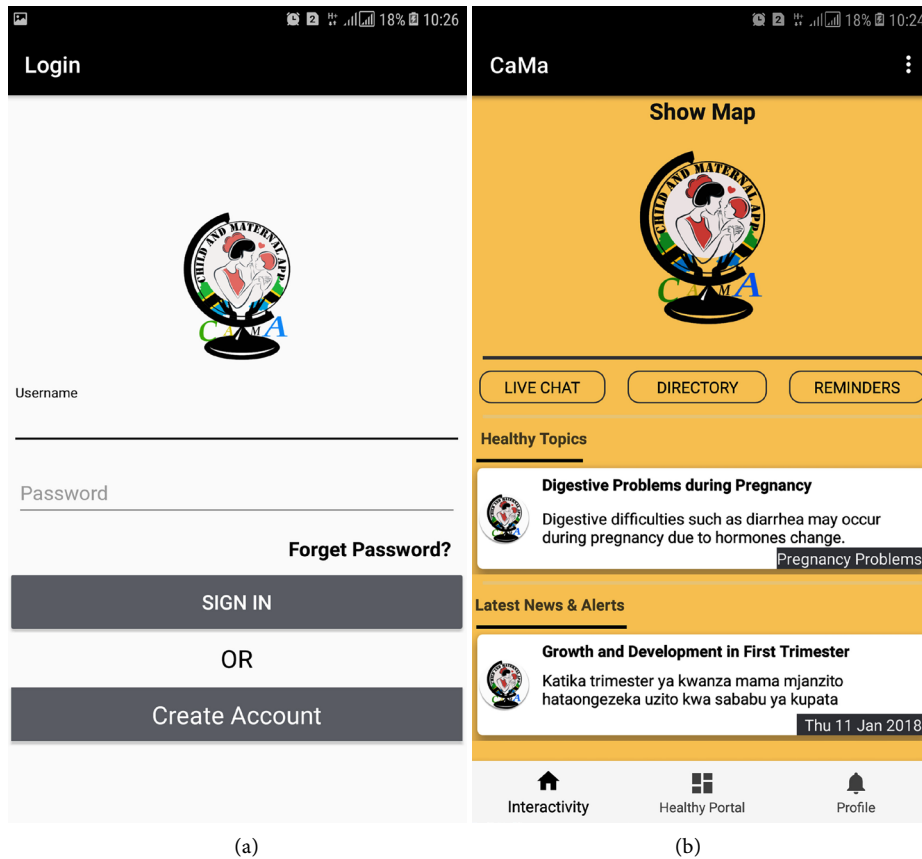 18% 10:26
Login
CHILD AND MATERNAL APP
CAMA
Username
Password
Forget Password?
SIGN IN
OR
Create Account
(a)
2 H+ 18% 10:24
CaMa
Show Map
CHILD AND MATERNAL APP
CAMA
LIVE CHAT
DIRECTORY
REMINDERS
Healthy Topics
Digestive Problems during Pregnancy
Digestive difficulties such as diarrhea may occur
during pregnancy due to hormones change.
Pregnancy Problems
Latest News & Alerts
Growth and Development in First Trimester
Katika trimester ya kwanza mama mjanzito
hataongezeka uzito kwa sababu ya kupata
Thu 11 Jan 2018
Interactivity
Healthy Portal
Profile
(b)